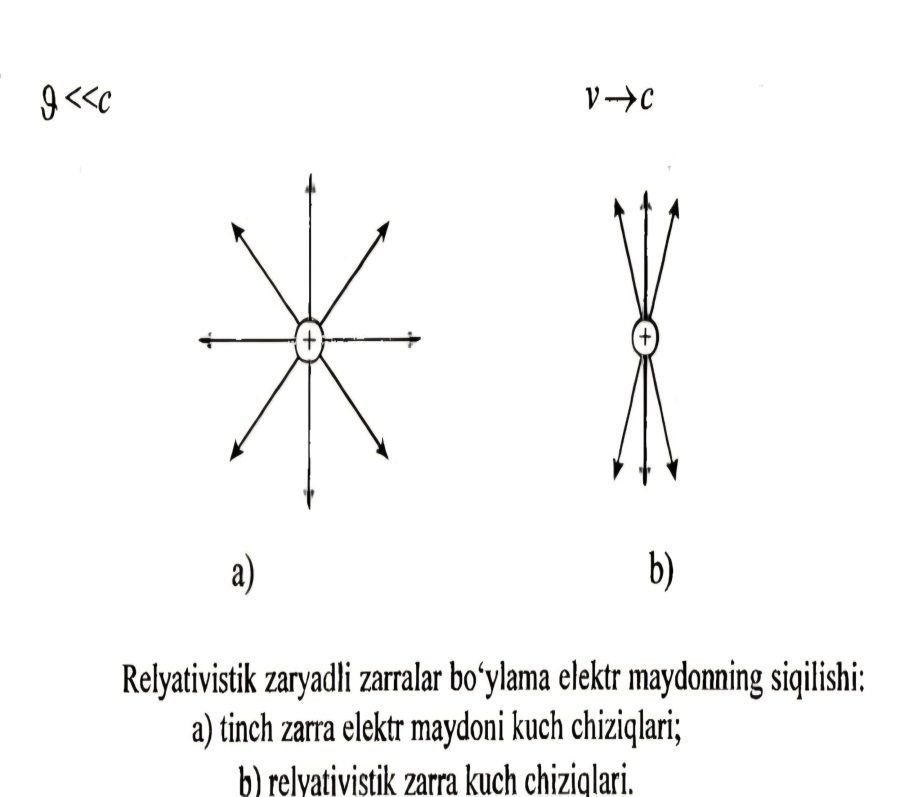 ϑ <<c
v→c
+
+
a)
b)
Relyativistik zaryadli zarralar bo‘ylama elektr maydonning siqilishi:
a) tinch zarra elektr maydoni kuch chiziqlari;
b) relyativistik zarra kuch chiziqlari.